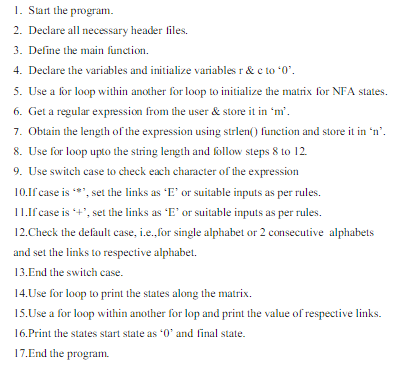 1. Start the program.
2. Declare all necessary header files.
3. Define the main function.
4. Declare the variables and initialize variables r & c to ‘0’.
5. Use a for loop within another for loop to initialize the matrix for NFA states.
6. Get a regular expression from the user & store it in ‘m’.
7. Obtain the length of the expression using strlen() function and store it in ‘n’.
8. Use for loop upto the string length and follow steps 8 to 12.
9. Use switch case to check each character of the expression
10.If case is ‘*’, set the links as ‘E’ or suitable inputs as per rules.
11.If case is ‘+’, set the links as ‘E’ or suitable inputs as per rules.
12.Check the default case, i.e.,for single alphabet or 2 consecutive alphabets
and set the links to respective alphabet.
13.End the switch case.
14.Use for loop to print the states along the matrix.
15.Use a for loop within another for lop and print the value of respective links.
16.Print the states start state as ‘0’ and final state.
17.End the program.